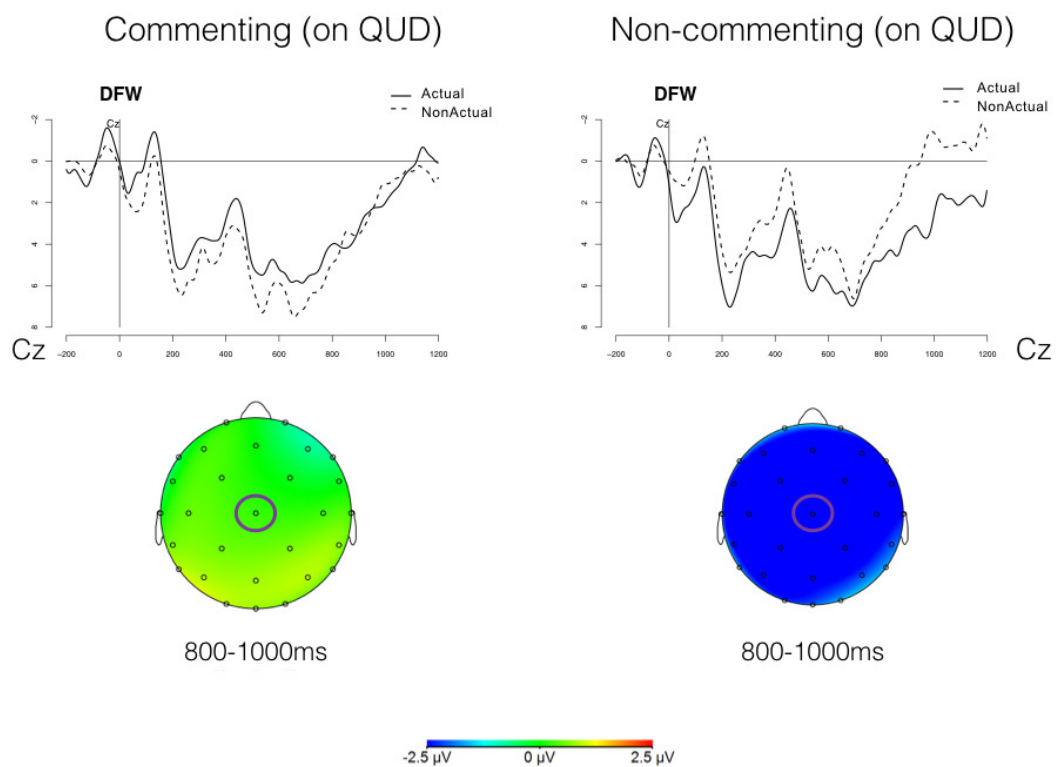 Commenting (on QUD)
Non-commenting (on QUD)
DFW
Cz
Actual
NonActual
-2
0
2
4
6
8
-200
0
200
400
600
800
1000
1200
Cz
DFW
Cz
Actual
NonActual
-2
0
2
4
6
8
-200
0
200
400
600
800
1000
1200
Cz
800-1000ms
800-1000ms
-2.5 µV
0 µV
2.5 µV